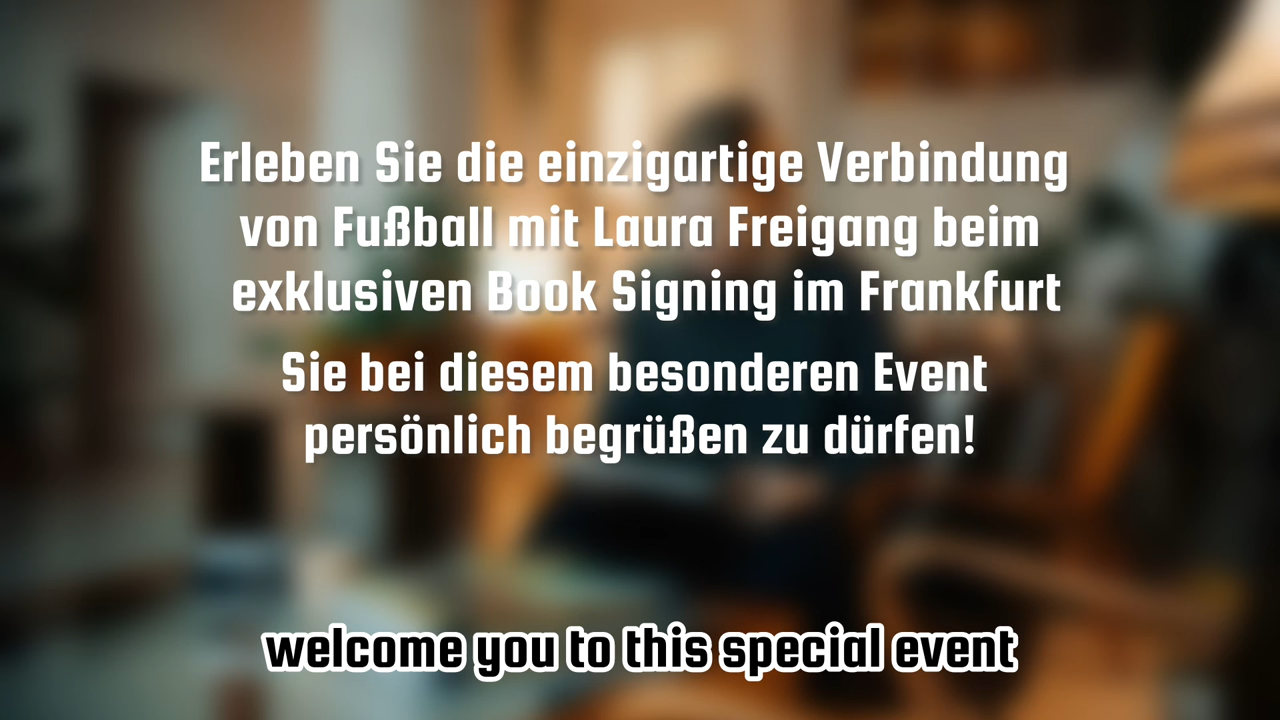 Erleben Sie die einzigartige Verbindung
von Fußball mit Laura Freigang beim
exklusiven Book Signing im Frankfurt
Sie bei diesem besonderen Event
persönlich begrüßen zu dürfen!
welcome you to this special event